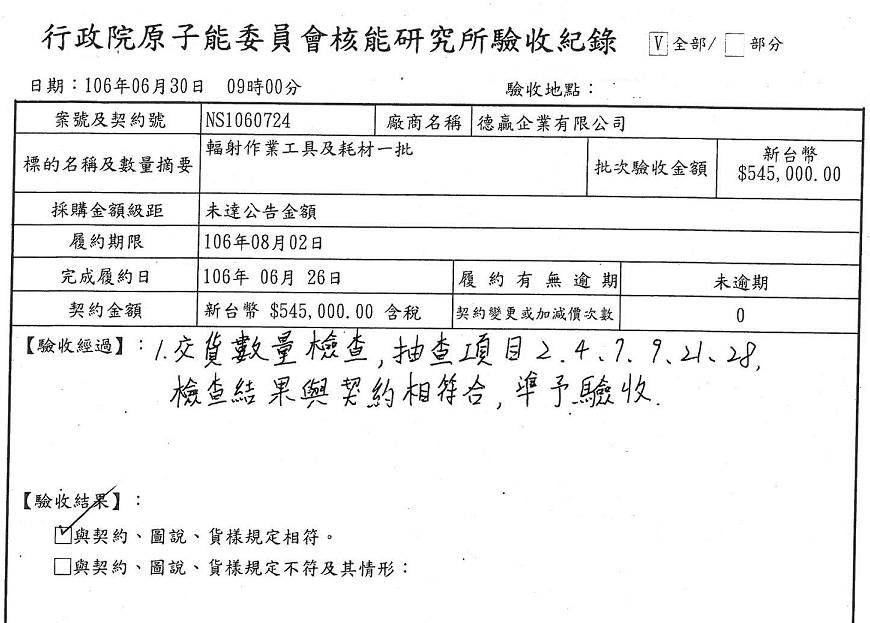 行政院原子能委員會核能研究所驗收紀錄 V 全部/ 部分
日期：106年06月30日 09時00分 驗收地點：
案號及契約號 NS1060724 廠商名稱 德贏企業有限公司
標的名稱及數量摘要 輻射作業工具及耗材一批 批次驗收金額 新台幣
$545,000.00
採購金額級距 未達公告金額
履約期限 106年08月02日
完成履約日 106年 06月 26日 履約有無逾期 未逾期
契約金額 新台幣 $545,000.00 含稅 契約變更或加減價次數 0
【驗收經過】：1.交貨數量檢查,抽查項目2、4、7、9、21、28,
檢查結果與契約相符合,準予驗收.
【驗收結果】：
☑與契約、圖說、貨樣規定相符。
□與契約、圖說、貨樣規定不符及其情形：